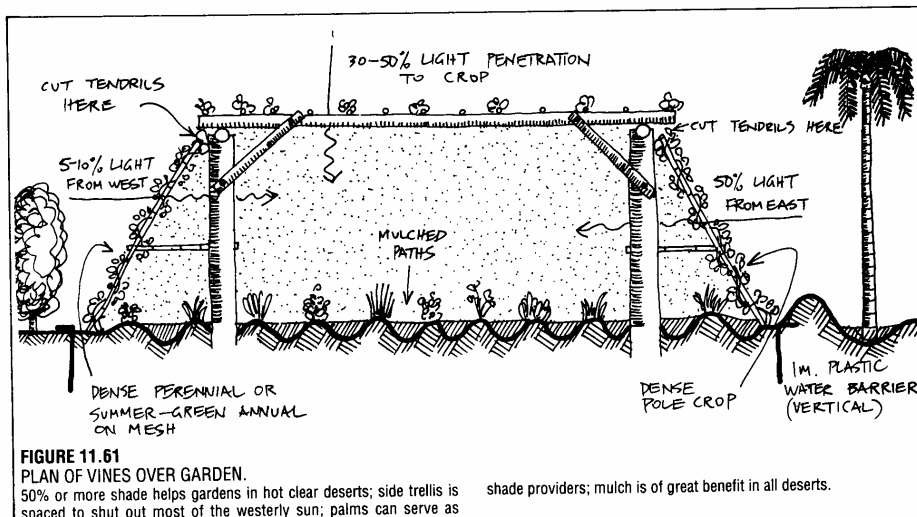 30-50% LIGHT PENETRATION
TO CROP
CUT TENDRILS
HERE
CUT TENDRILS HERE
5-10% LIGHT
FROM WEST
50% LIGHT
FROM EAST
MULCHED
PATHS
DENSE PERENNIAL OR
SUMMER-GREEN ANNUAL
ON MESH
DENSE
POLE CROP
1m. PLASTIC
WATER BARRIER
(VERTICAL)
FIGURE 11.61
PLAN OF VINES OVER GARDEN.
50% or more shade helps gardens in hot clear deserts; side trellis is
spaced to shut out most of the westerly sun; palms can serve as
shade providers; mulch is of great benefit in all deserts.